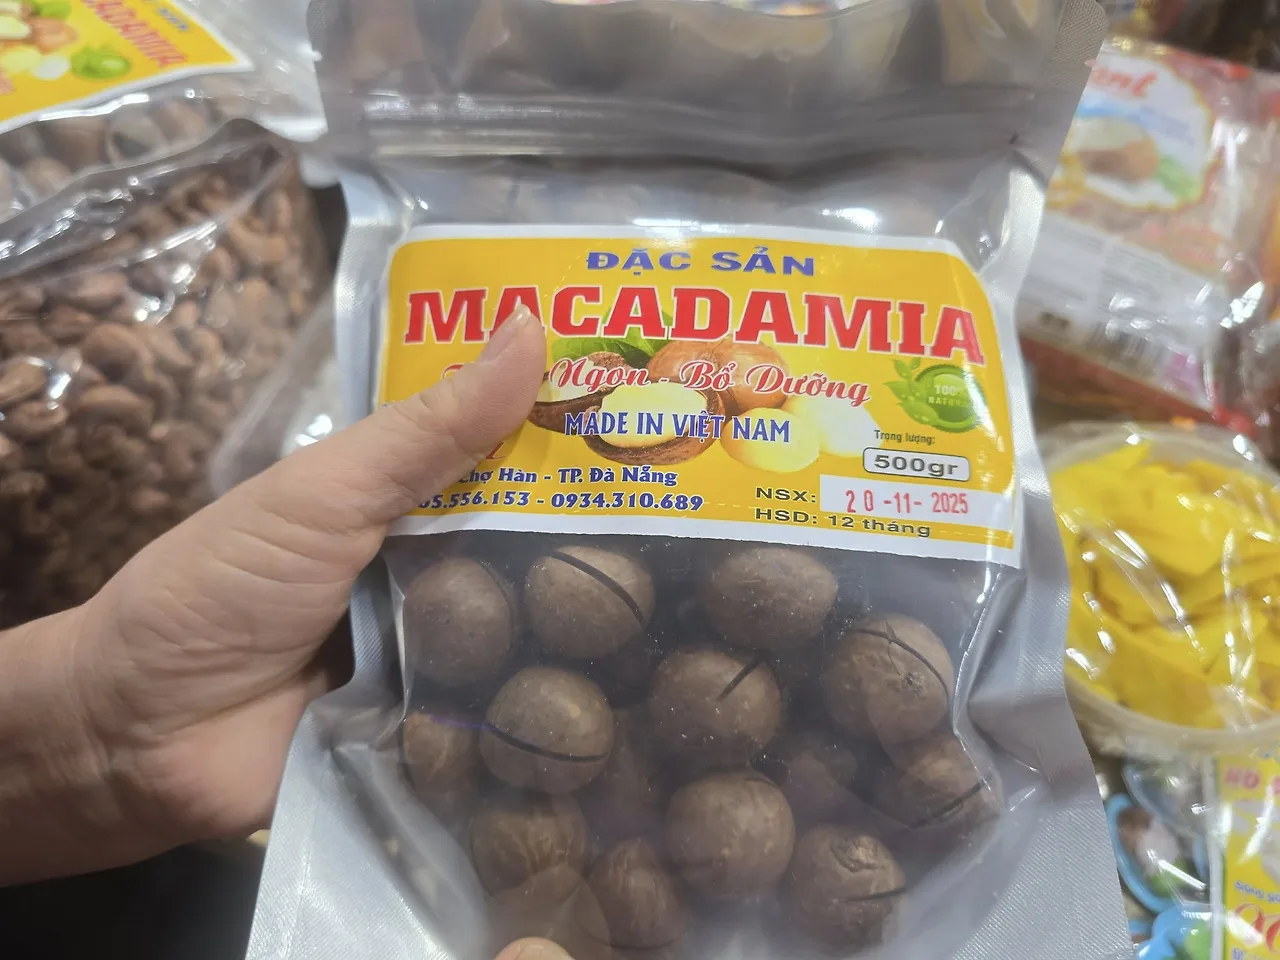 ĐẶC SẢN
MACADAMIA
Ngon - Bổ Dưỡng
100%
NATURAL
MADE IN VIỆT NAM
Trọng lượng:
500gr
Chợ Hàn - TP. Đà Nẵng
5.556.153 - 0934.310.689
NSX: 20-11-2025
HSD: 12 tháng